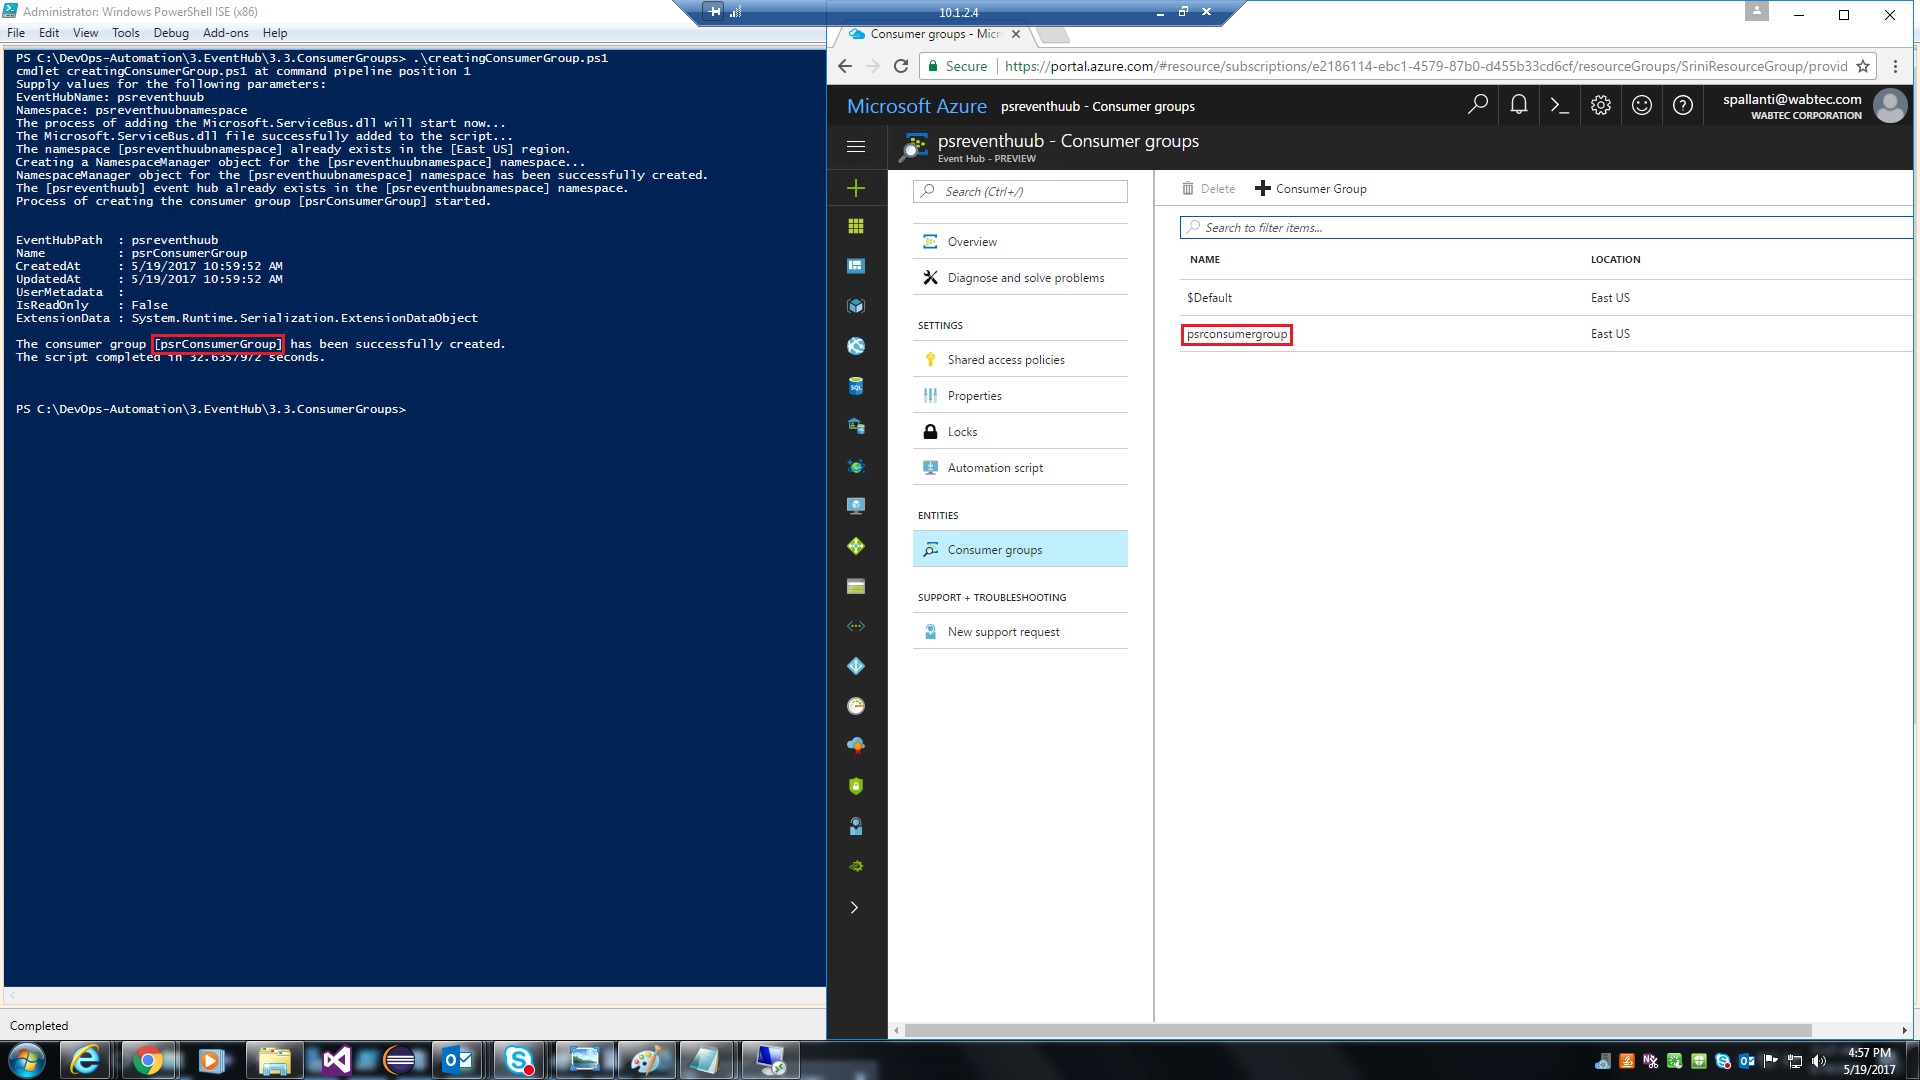 Administrator: Windows PowerShell ISE (x86)
File Edit View Tools Debug Add-ons Help
PS C:\DevOps-Automation\3.EventHub\3.3.ConsumerGroups> .\creatingConsumerGroup.ps1
cmdlet creatingConsumerGroup.ps1 at command pipeline position 1
Supply values for the following parameters:
EventHubName: psreventhuub
Namespace: psreventhuubnamespace
The process of adding the Microsoft.ServiceBus.dll will start now...
The Microsoft.ServiceBus.dll file successfully added to the script...
The namespace [psreventhuubnamespace] already exists in the [East US] region.
Creating a NamespaceManager object for the [psreventhuubnamespace] namespace...
NamespaceManager object for the [psreventhuubnamespace] namespace has been successfully created.
The [psreventhuub] event hub already exists in the [psreventhuubnamespace] namespace.
Process of creating the consumer group [psrConsumerGroup] started.
EventHubPath : psreventhuub
Name : psrConsumerGroup
CreatedAt : 5/19/2017 10:59:52 AM
UpdatedAt : 5/19/2017 10:59:52 AM
UserMetadata :
IsReadOnly : False
ExtensionData : System.Runtime.Serialization.ExtensionDataObject
The consumer group [psrConsumerGroup] has been successfully created.
The script completed in 32.6357972 seconds.
PS C:\DevOps-Automation\3.EventHub\3.3.ConsumerGroups>
Completed
10.1.2.4
Consumer groups - Micr
Secure
https://portal.azure.com/#resource/subscriptions/e2186114-ebc1-4579-87b0-d455b33cd6cf/resourceGroups/SriniResourceGroup/provid
Microsoft Azure psreventhuub - Consumer groups
spallanti@wabtec.com
WABTEC CORPORATION
psreventhuub - Consumer groups
Event Hub - PREVIEW
Search (Ctrl+/)
Overview
Diagnose and solve problems
SETTINGS
Shared access policies
Properties
Locks
Automation script
ENTITIES
Consumer groups
SUPPORT + TROUBLESHOOTING
New support request
Delete Consumer Group
Search to filter items...
NAME LOCATION
$Default East US
psrconsumergroup East US
4:57 PM
5/19/2017